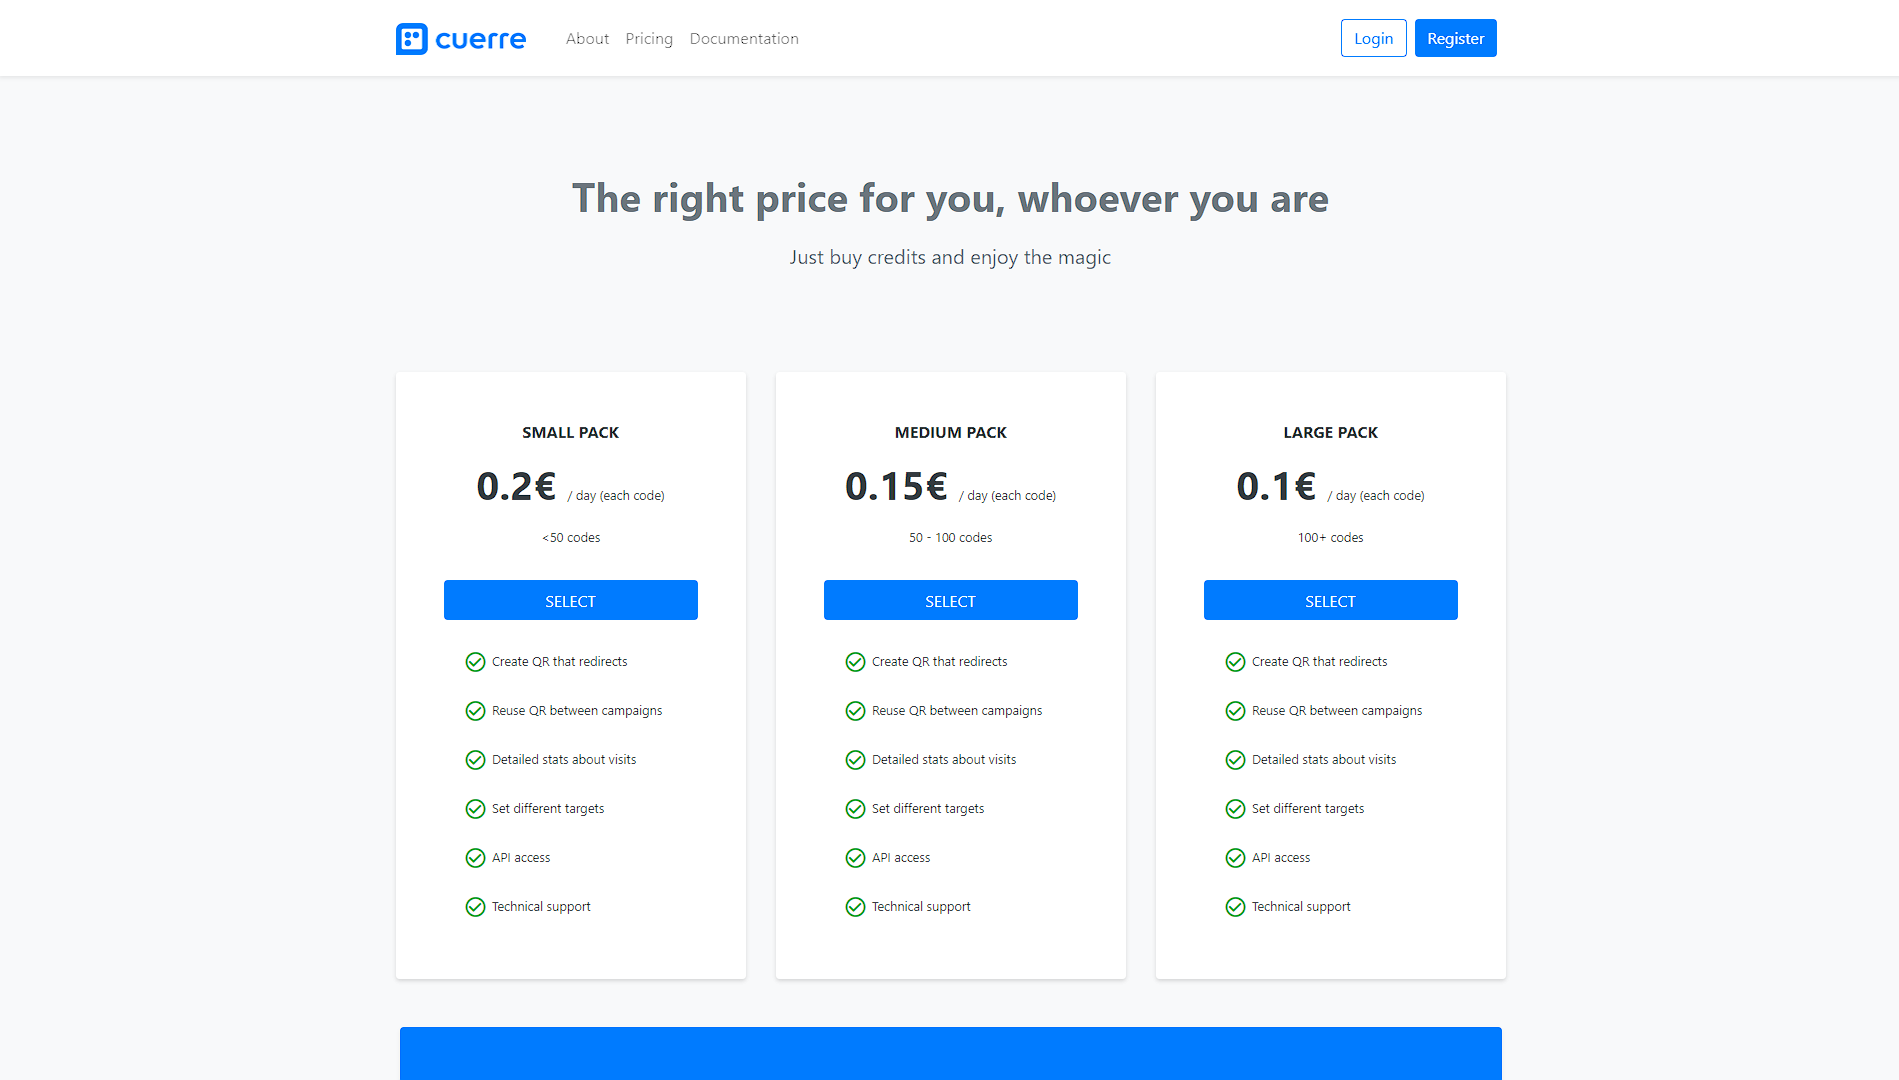 cuerre
About Pricing Documentation
Login Register
The right price for you, whoever you are
Just buy credits and enjoy the magic
SMALL PACK
0.2€ / day (each code)
<50 codes
SELECT
Create QR that redirects
Reuse QR between campaigns
Detailed stats about visits
Set different targets
API access
Technical support
MEDIUM PACK
0.15€ / day (each code)
50 - 100 codes
SELECT
Create QR that redirects
Reuse QR between campaigns
Detailed stats about visits
Set different targets
API access
Technical support
LARGE PACK
0.1€ / day (each code)
100+ codes
SELECT
Create QR that redirects
Reuse QR between campaigns
Detailed stats about visits
Set different targets
API access
Technical support